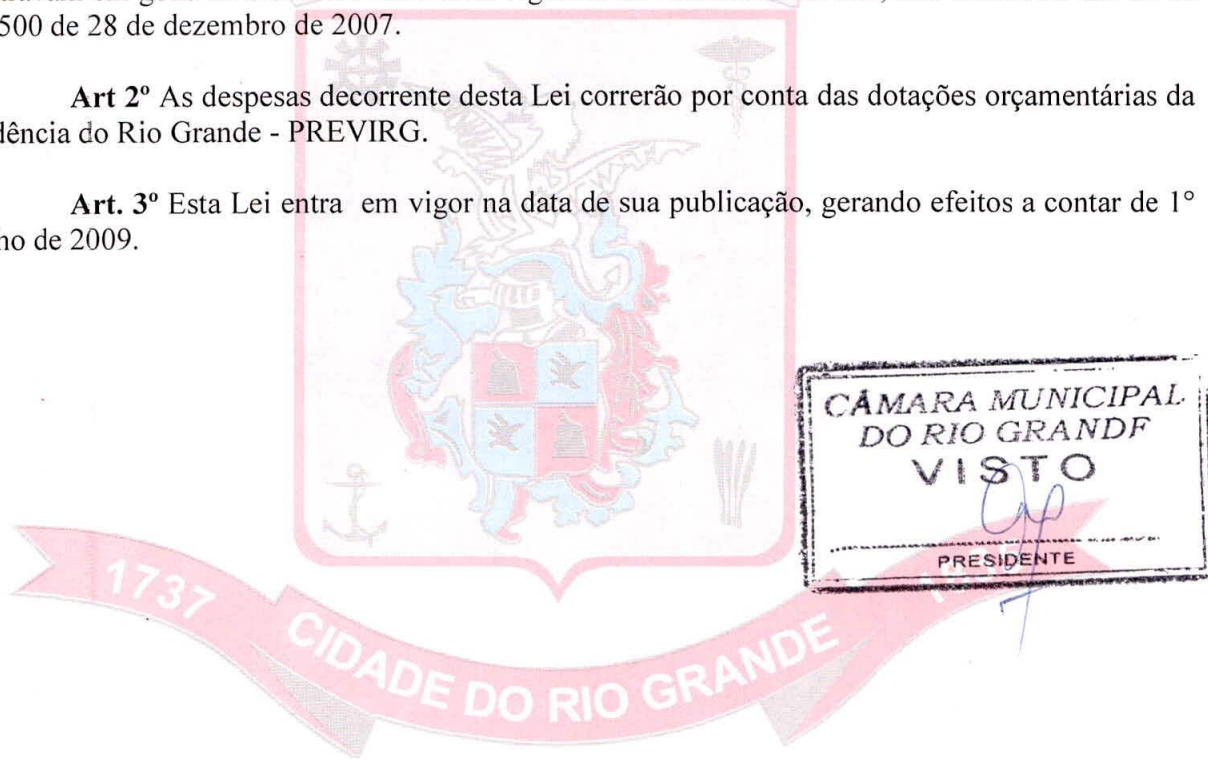 500 de 28 de dezembro de 2007.
Art 2º As despesas decorrente desta Lei correrão por conta das dotações orçamentárias da
dência do Rio Grande - PREVIRG.
Art. 3º Esta Lei entra em vigor na data de sua publicação, gerando efeitos a contar de 1°
ho de 2009.
CÂMARA MUNICIPAL
DO RIO GRANDE
VISTO
PRESIDENTE
1737
CIDADE DO RIO GRANDE